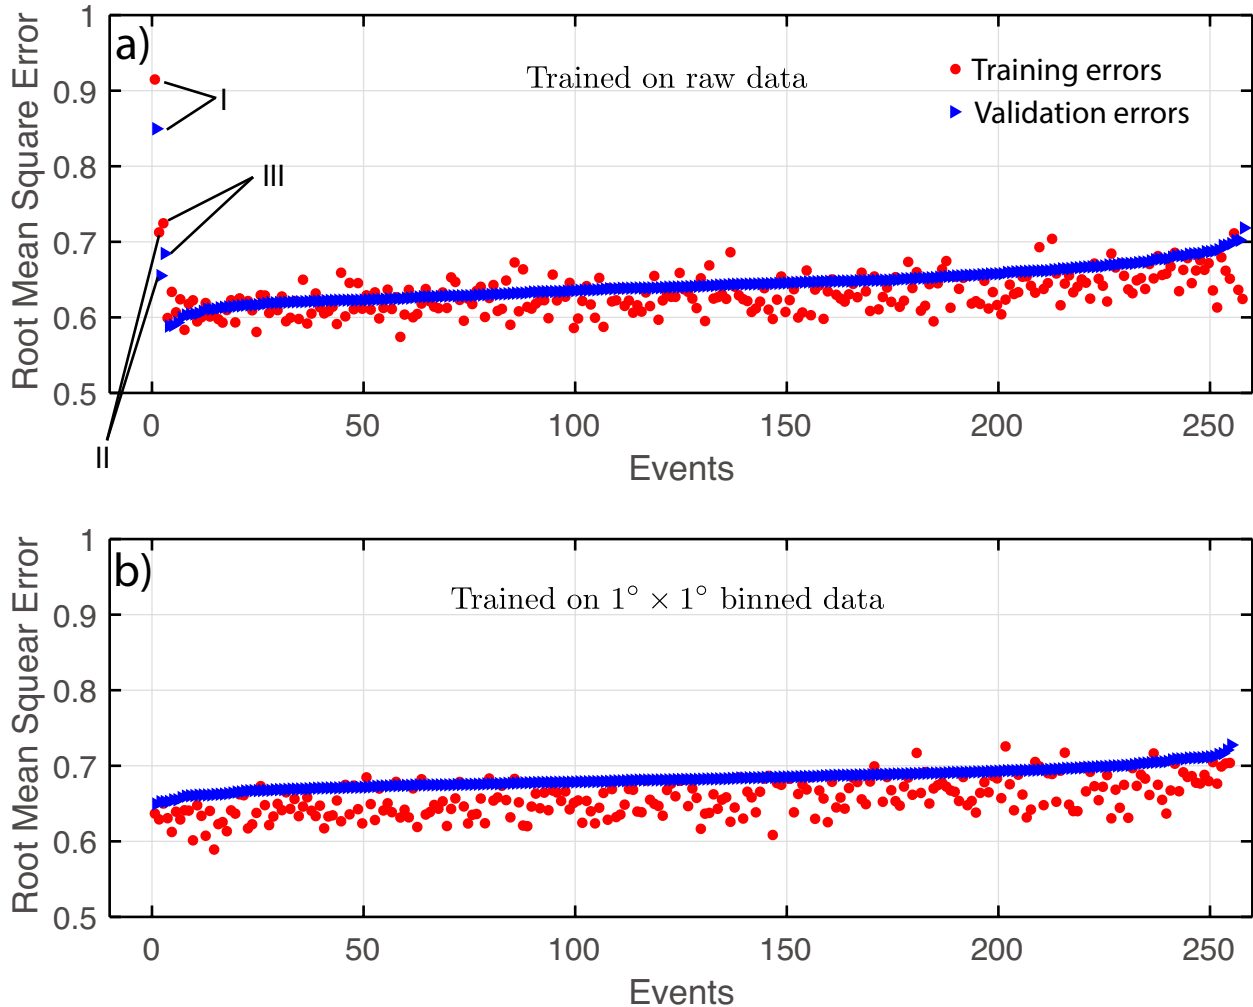 a)
Trained on raw data
Training errors
Validation errors
I
III
II
Root Mean Square Error
1
0.9
0.8
0.7
0.6
0.5
0
50
100
150
200
250
Events
b)
Trained on 1° × 1° binned data
Root Mean Squear Error
1
0.9
0.8
0.7
0.6
0.5
0
50
100
150
200
250
Events